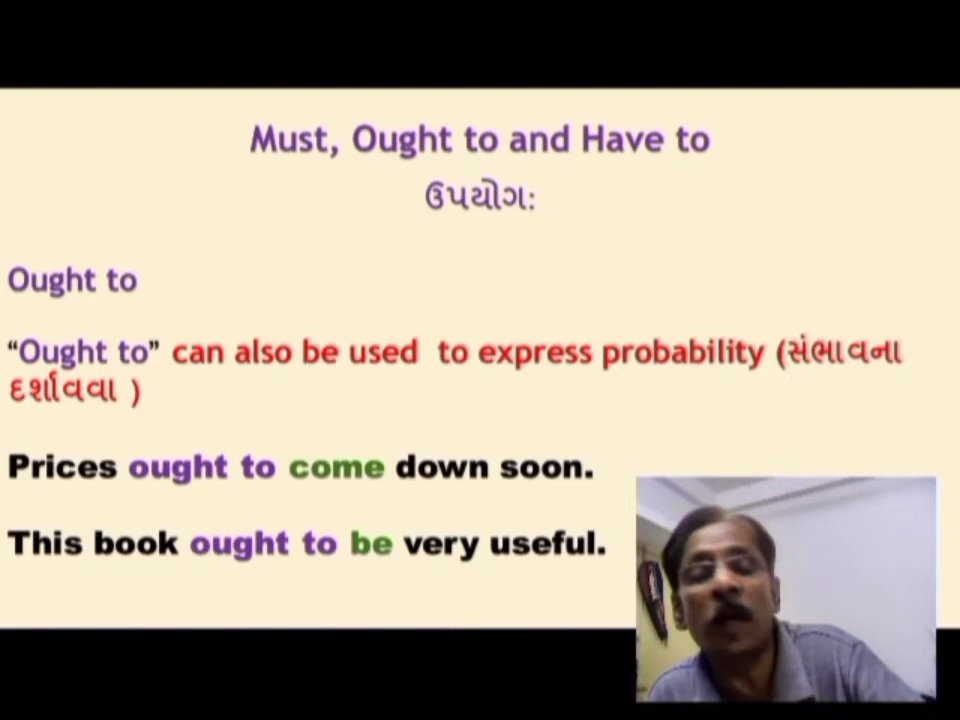 Must, Ought to and Have to
ઉપયોગ:
Ought to
“Ought to” can also be used to express probability (સંભાવના
દર્શાવવા )
Prices ought to come down soon.
This book ought to be very useful.